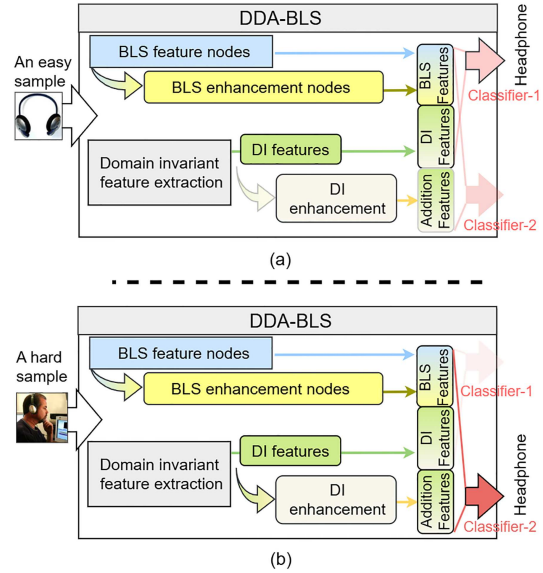 DDA-BLS
An easy
sample
BLS feature nodes
BLS enhancement nodes
Domain invariant
feature extraction
DI features
DI
enhancement
BLS
Features
DI
Features
Addition
Features
Classifier-1
Classifier-2
Headphone
(a)
DDA-BLS
A hard
sample
BLS feature nodes
BLS enhancement nodes
Domain invariant
feature extraction
DI features
DI enhancement
BLS
Features
DI
Features
Addition
Features
Classifier-1
Classifier-2
Headphone
(b)